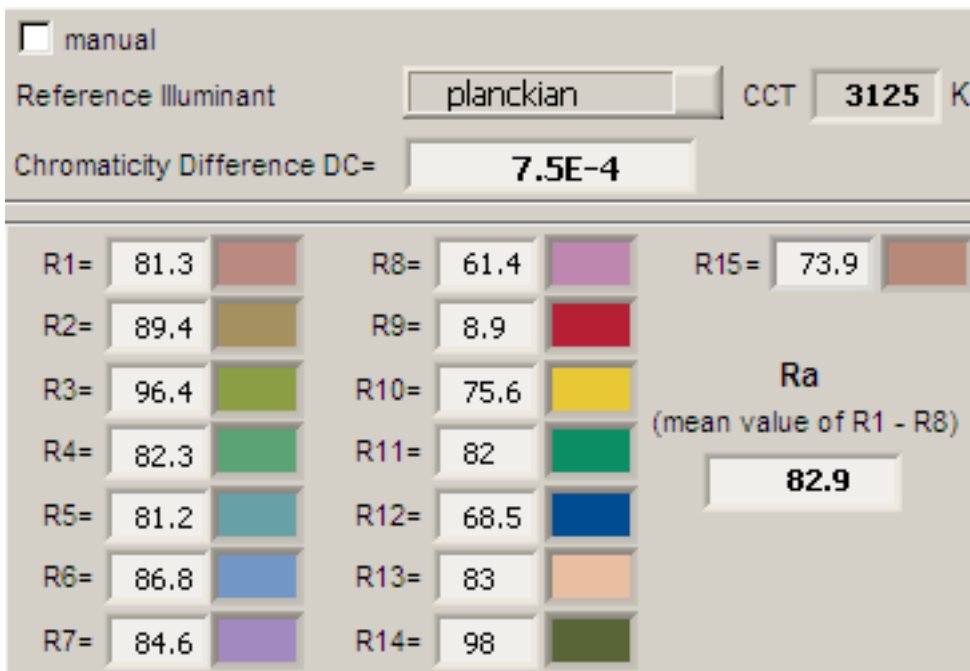 manual
Reference Illuminant planckian CCT 3125 K
Chromaticity Difference DC= 7.5E-4
R1= 81.3 R8= 61.4 R15= 73.9
R2= 89.4 R9= 8.9
R3= 96.4 R10= 75.6 Ra
(mean value of R1 - R8)
R4= 82.3 R11= 82
82.9
R5= 81.2 R12= 68.5
R6= 86.8 R13= 83
R7= 84.6 R14= 98